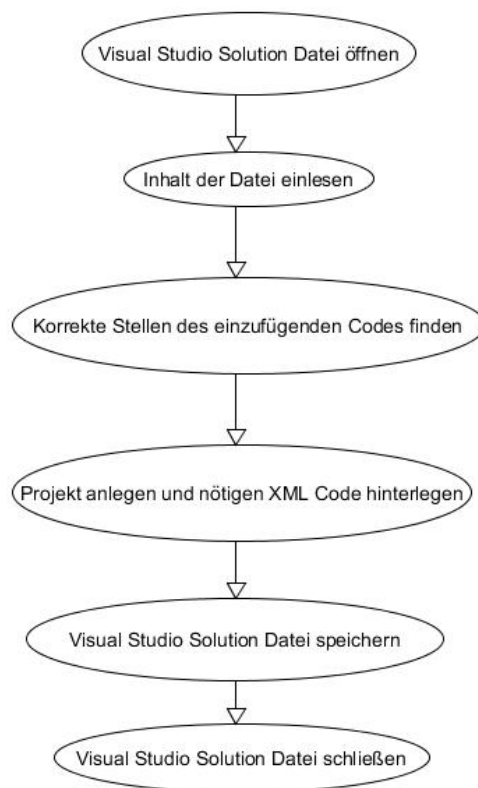 Visual Studio Solution Datei öffnen
Inhalt der Datei einlesen
Korrekte Stellen des einzufügenden Codes finden
Projekt anlegen und nötigen XML Code hinterlegen
Visual Studio Solution Datei speichern
Visual Studio Solution Datei schließen